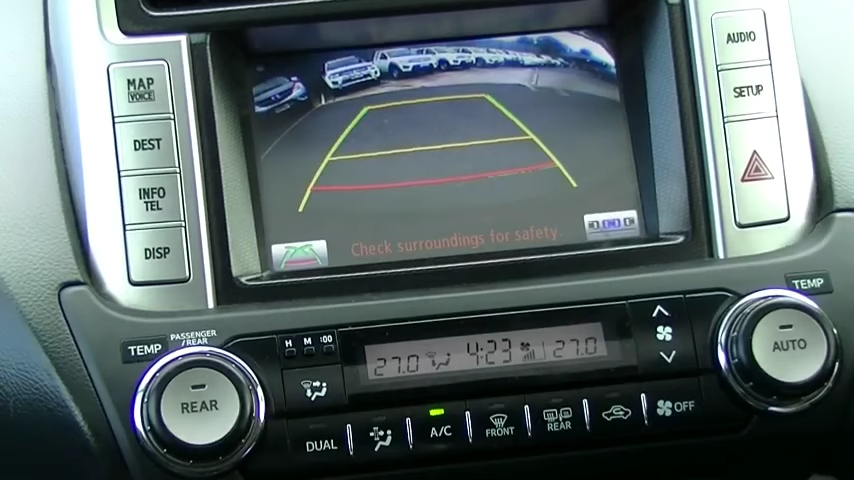 MAP
VOICE
DEST
INFO
TEL
DISP
AUDIO
SETUP
Check surroundings for safety.
TEMP
PASSENGER
/REAR
H M :00
TEMP
REAR
27.0 4:23 27.0
AUTO
DUAL
A/C
FRONT
REAR
OFF